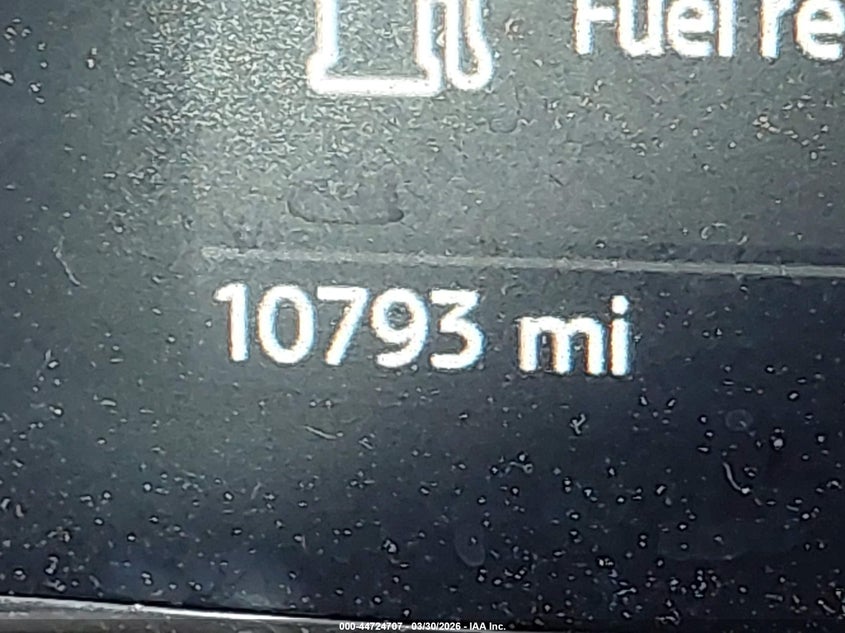 Fuel re
10793 mi
000-44724707 - 03/30/2026 - IAA Inc.